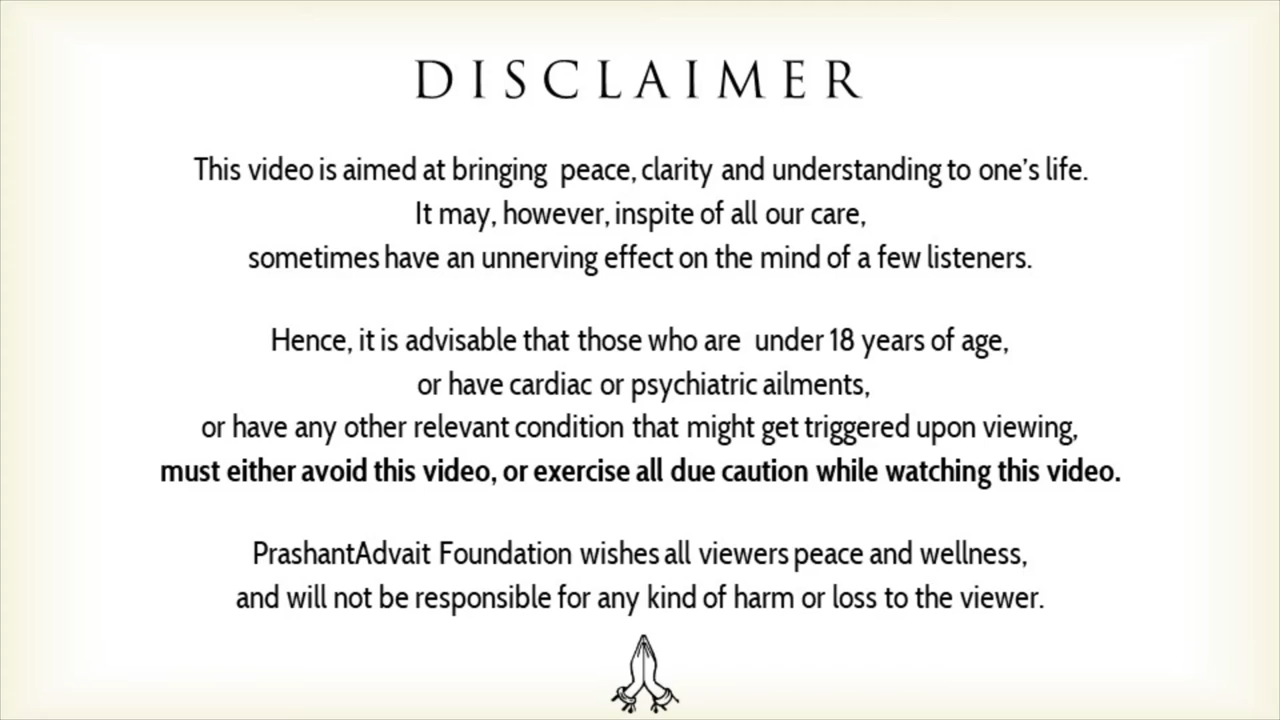 DISCLAIMER
This video is aimed at bringing peace, clarity and understanding to one's life.
It may, however, inspite of all our care,
sometimes have an unnerving effect on the mind of a few listeners.
Hence, it is advisable that those who are under 18 years of age,
or have cardiac or psychiatric ailments,
or have any other relevant condition that might get triggered upon viewing,
must either avoid this video, or exercise all due caution while watching this video.
PrashantAdvait Foundation wishes all viewers peace and wellness,
and will not be responsible for any kind of harm or loss to the viewer.